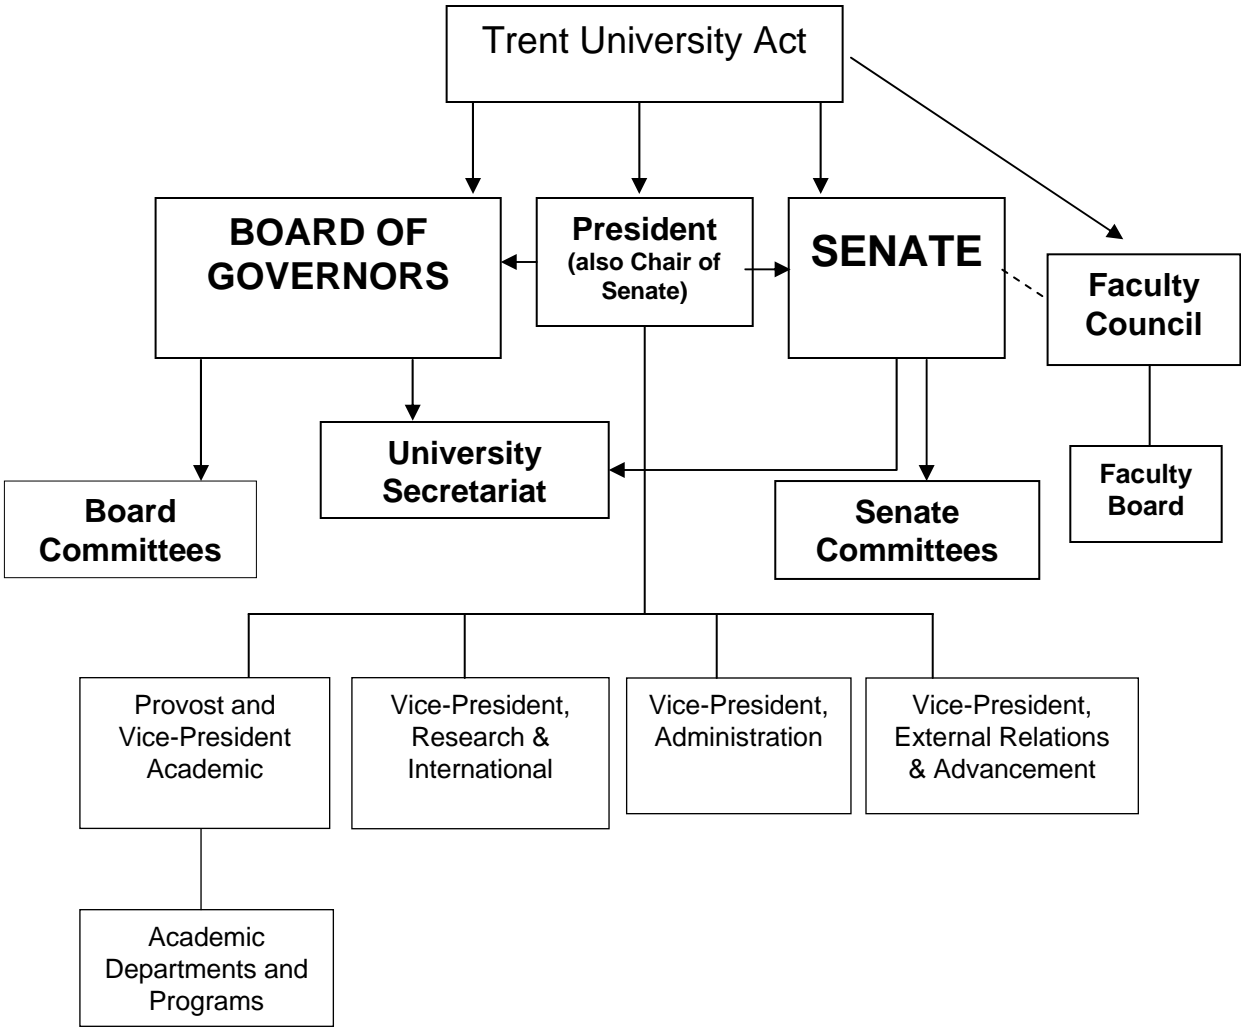 Trent University Act
BOARD OF
GOVERNORS
President
(also Chair of
Senate)
SENATE
Faculty
Council
University
Secretariat
Faculty
Board
Board
Committees
Senate
Committees
Provost and
Vice-President
Academic
Vice-President,
Research &
International
Vice-President,
Administration
Vice-President,
External Relations
& Advancement
Academic
Departments and
Programs